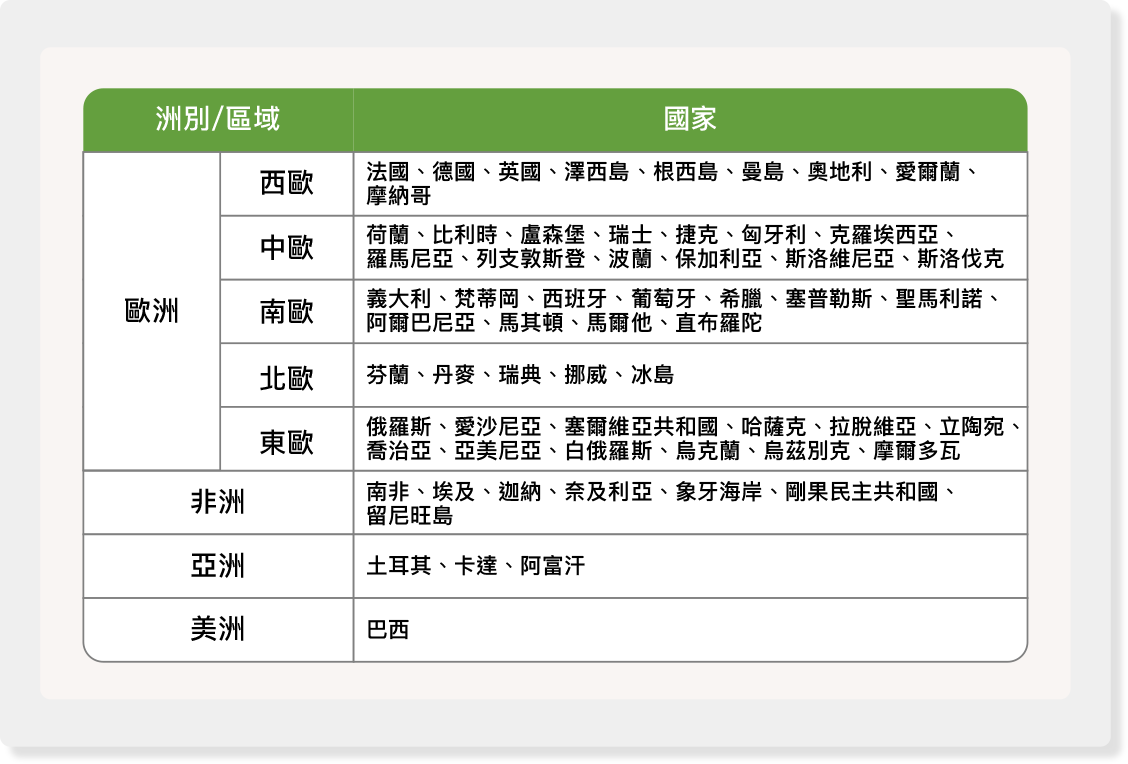 洲別/區域 國家
歐洲
西歐
法國、德國、英國、澤西島、根西島、曼島、奧地利、愛爾蘭、
摩納哥
中歐
荷蘭、比利時、盧森堡、瑞士、捷克、匈牙利、克羅埃西亞、
羅馬尼亞、列支敦斯登、波蘭、保加利亞、斯洛維尼亞、斯洛伐克
南歐
義大利、梵蒂岡、西班牙、葡萄牙、希臘、塞普勒斯、聖馬利諾、
阿爾巴尼亞、馬其頓、馬爾他、直布羅陀
北歐
芬蘭、丹麥、瑞典、挪威、冰島
東歐
俄羅斯、愛沙尼亞、塞爾維亞共和國、哈薩克、拉脫維亞、立陶宛、
喬治亞、亞美尼亞、白俄羅斯、烏克蘭、烏茲別克、摩爾多瓦
非洲
南非、埃及、迦納、奈及利亞、象牙海岸、剛果民主共和國、
留尼旺島
亞洲
土耳其、卡達、阿富汗
美洲
巴西